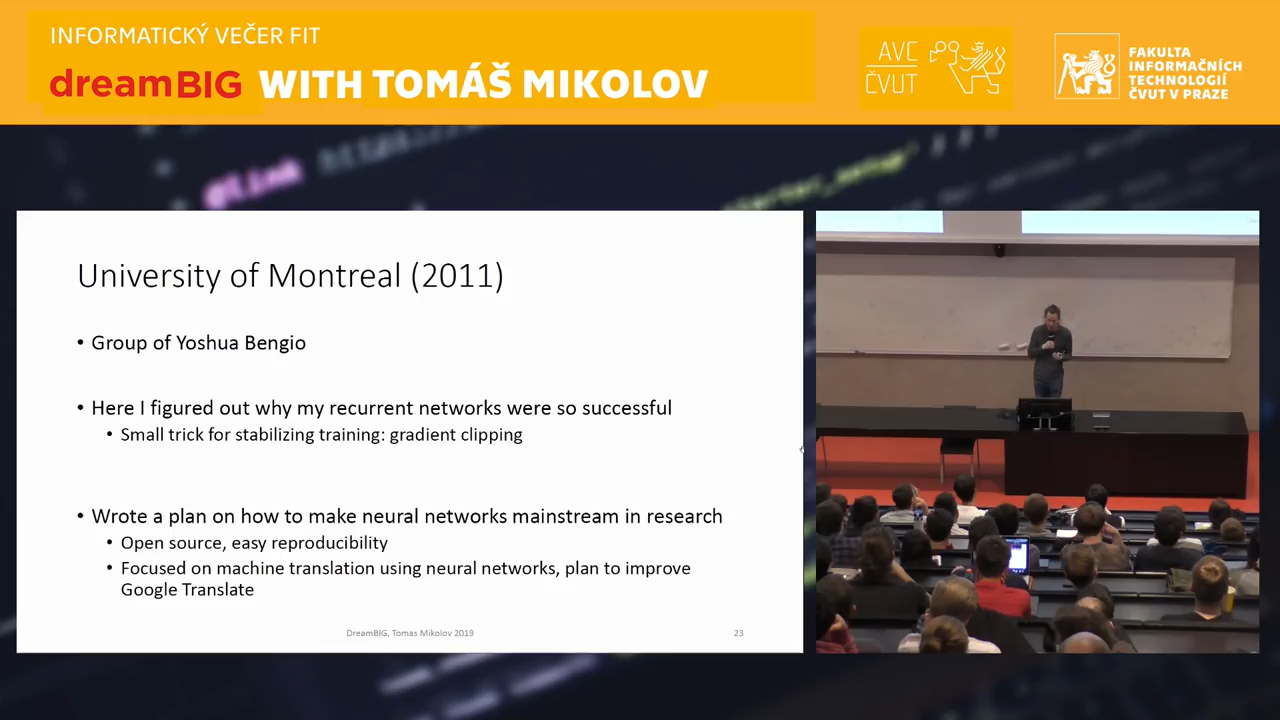 INFORMATICKÝ VEČER FIT
dreamBIG WITH TOMÁŠ MIKOLOV
AVC
ČVUT
FAKULTA
INFORMAČNÍCH
TECHNOLOGIÍ
ČVUT V PRAZE
@link https://
starter_setup' ) ) /
University of Montreal (2011)
• Group of Yoshua Bengio
• Here I figured out why my recurrent networks were so successful
• Small trick for stabilizing training: gradient clipping
• Wrote a plan on how to make neural networks mainstream in research
• Open source, easy reproducibility
• Focused on machine translation using neural networks, plan to improve
Google Translate
DreamBIG, Tomas Mikolov 2019
23